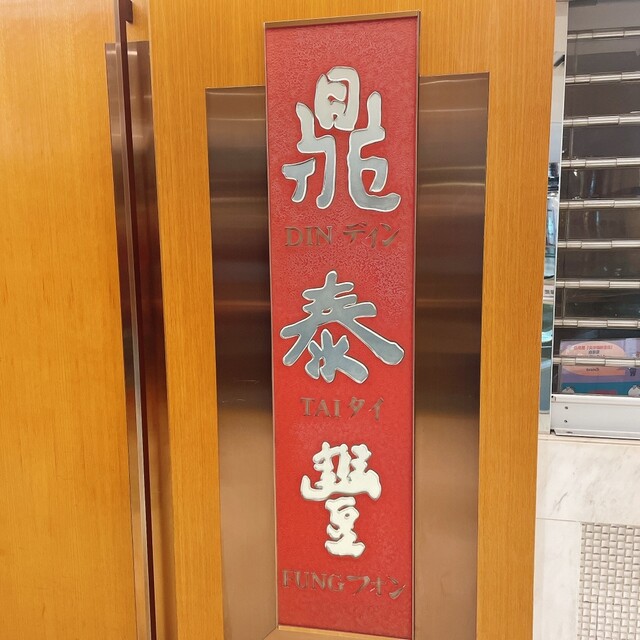 鼎
DIN ディン
泰
TAI タイ
豐
FUNG フォン